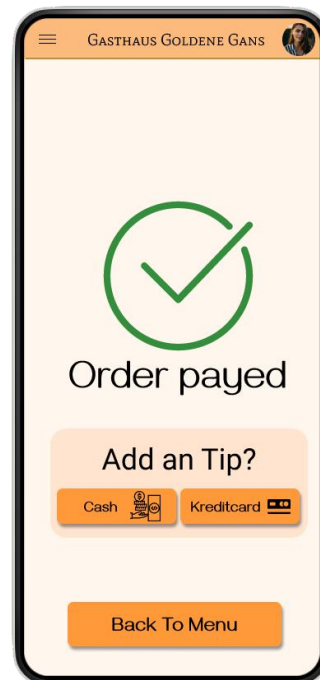 Gasthaus Goldene Gans
Order payed
Add an Tip?
Cash
Kreditcard
Back To Menu